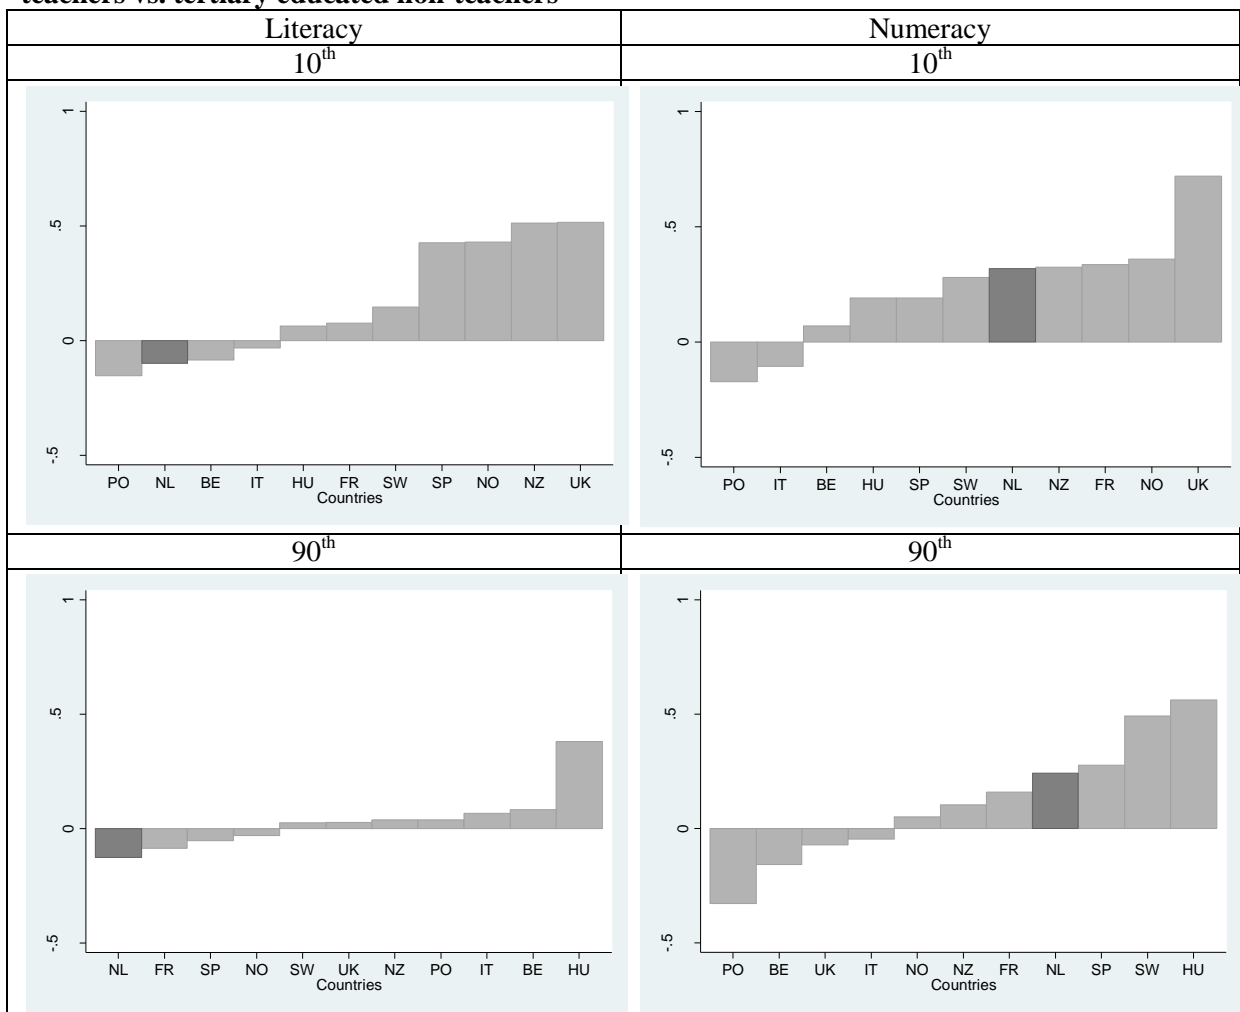 teachers vs. tertiary educated non-teachers
Literacy Numeracy
10th 10th
1
.5
0
-.5
PO NL BE IT HU FR SW SP NO NZ UK
Countries
1
.5
0
-.5
PO IT BE HU SP SW NL NZ FR NO UK
Countries
90th 90th
1
.5
0
-.5
NL FR SP NO SW UK NZ PO IT BE HU
Countries
1
.5
0
-.5
PO BE UK IT NO NZ FR NL SP SW HU
Countries